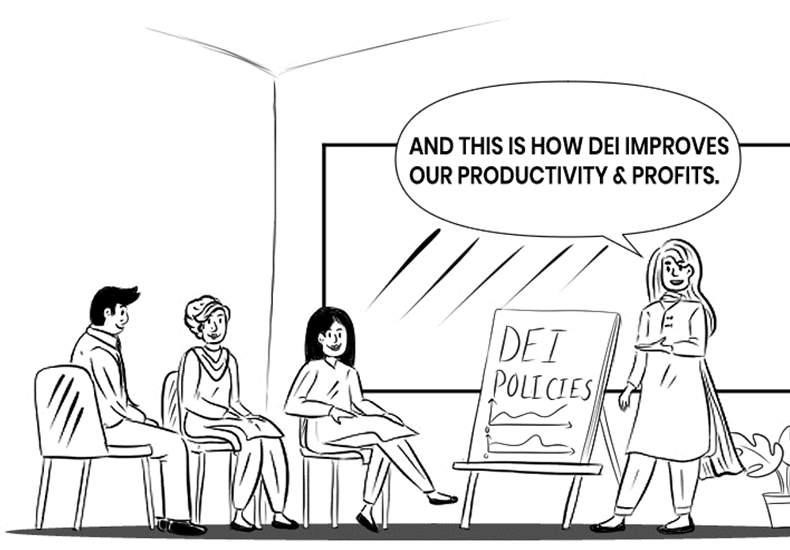 AND THIS IS HOW DEI IMPROVES
OUR PRODUCTIVITY & PROFITS.
DEI
POLICIES